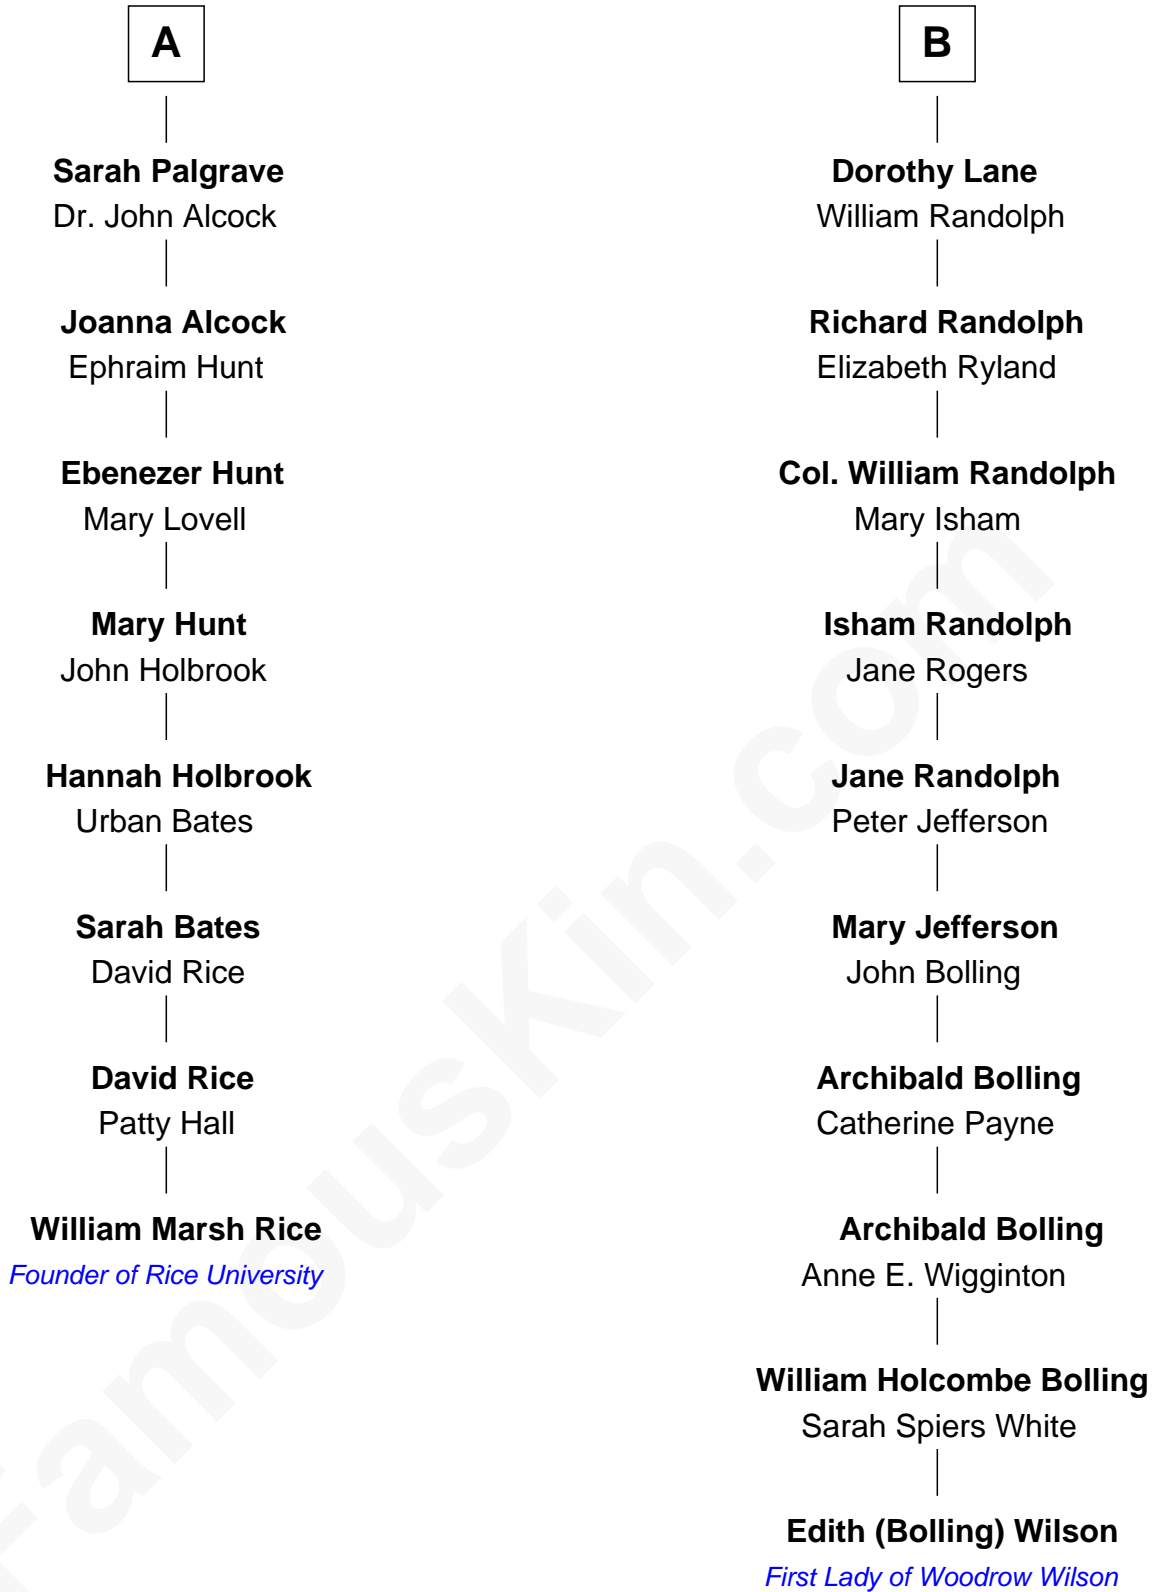 A
Sarah Palgrave
Dr. John Alcock
Joanna Alcock
Ephraim Hunt
Ebenezer Hunt
Mary Lovell
Mary Hunt
John Holbrook
Hannah Holbrook
Urban Bates
Sarah Bates
David Rice
David Rice
Patty Hall
William Marsh Rice
Founder of Rice University
B
Dorothy Lane
William Randolph
Richard Randolph
Elizabeth Ryland
Col. William Randolph
Mary Isham
Isham Randolph
Jane Rogers
Jane Randolph
Peter Jefferson
Mary Jefferson
John Bolling
Archibald Bolling
Catherine Payne
Archibald Bolling
Anne E. Wigginton
William Holcombe Bolling
Sarah Spiers White
Edith (Bolling) Wilson
First Lady of Woodrow Wilson
FamousKin.com